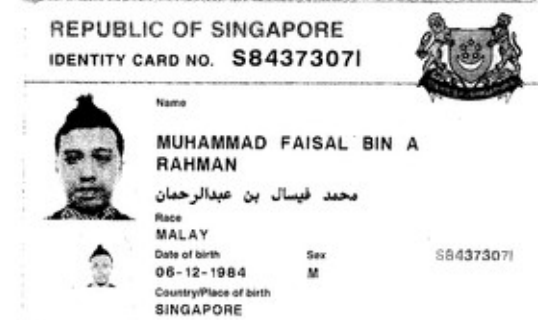 REPUBLIC OF SINGAPORE
IDENTITY CARD NO. S8437307I
Name
MUHAMMAD FAISAL BIN A
RAHMAN
محمد فيسال بن عبدالرحمان
Race
MALAY
Date of birth Sex
06-12-1984 M S8437307I
Country/Place of birth
SINGAPORE